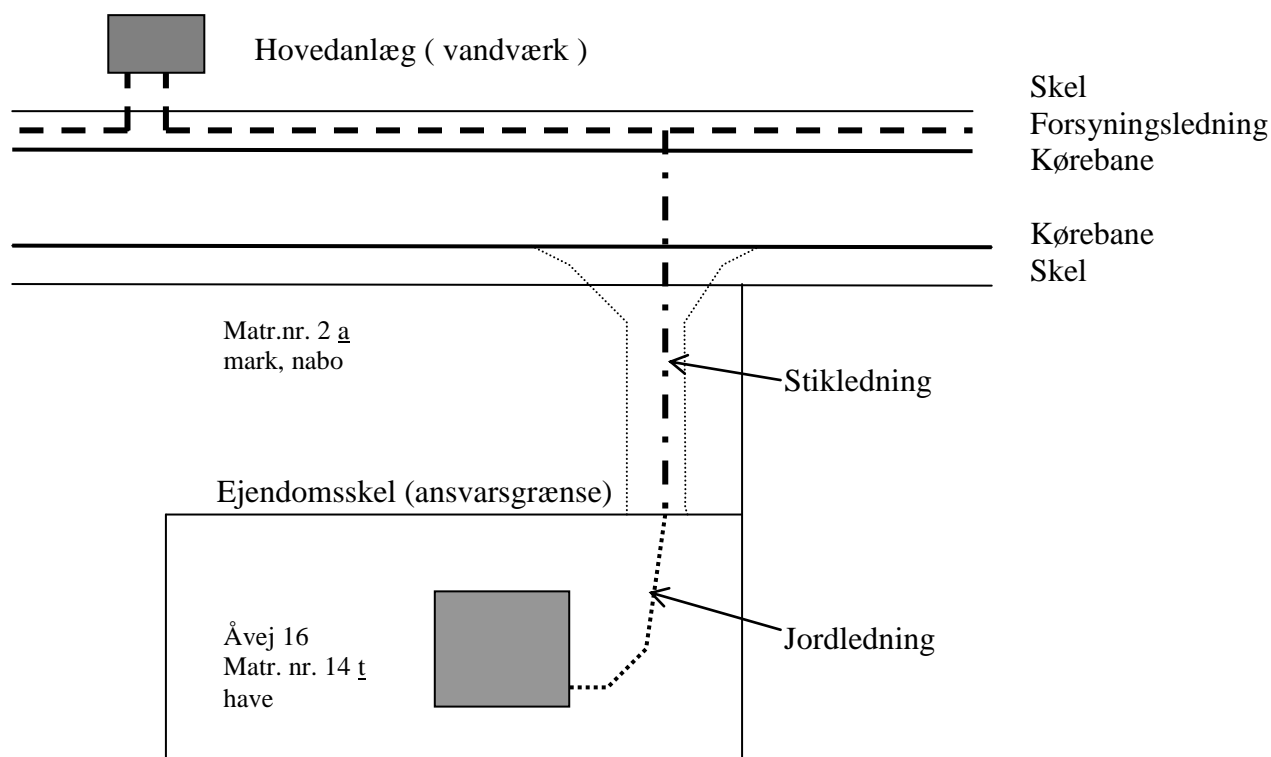 Hovedanlæg ( vandværk )
Skel
Forsyningsledning
Kørebane
Kørebane
Skel
Matr.nr. 2 a
mark, nabo
Stikledning
Ejendomsskel (ansvarsgrænse)
Åvej 16
Matr. nr. 14 t
have
Jordledning